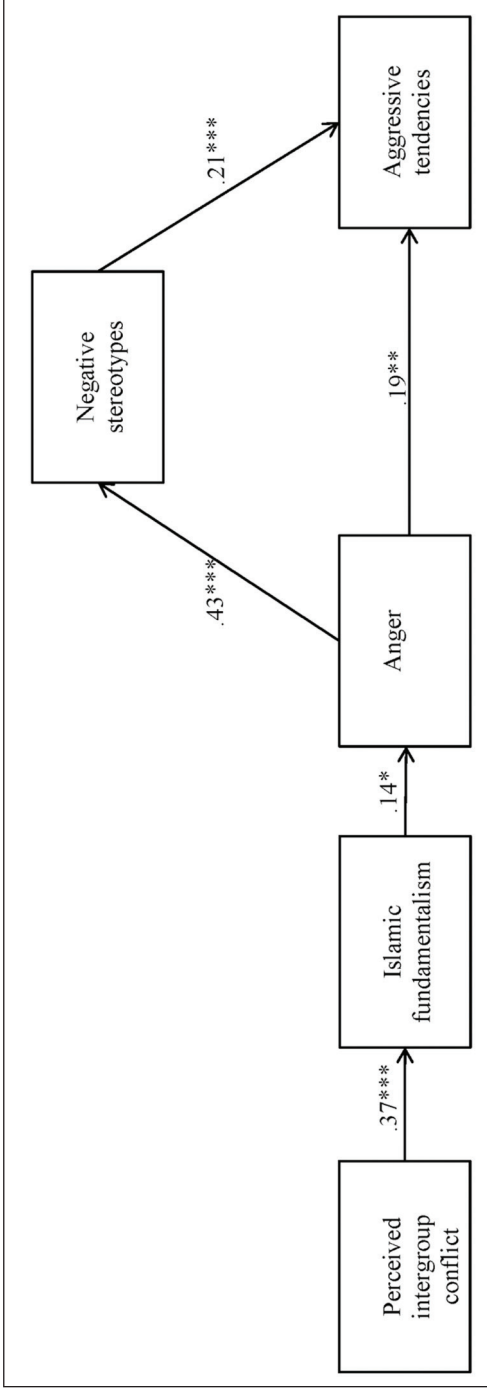 Perceived
intergroup
conflict
.37***
Islamic
fundamentalism
.14*
Anger
.43***
.19**
Negative
stereotypes
.21***
Aggressive
tendencies